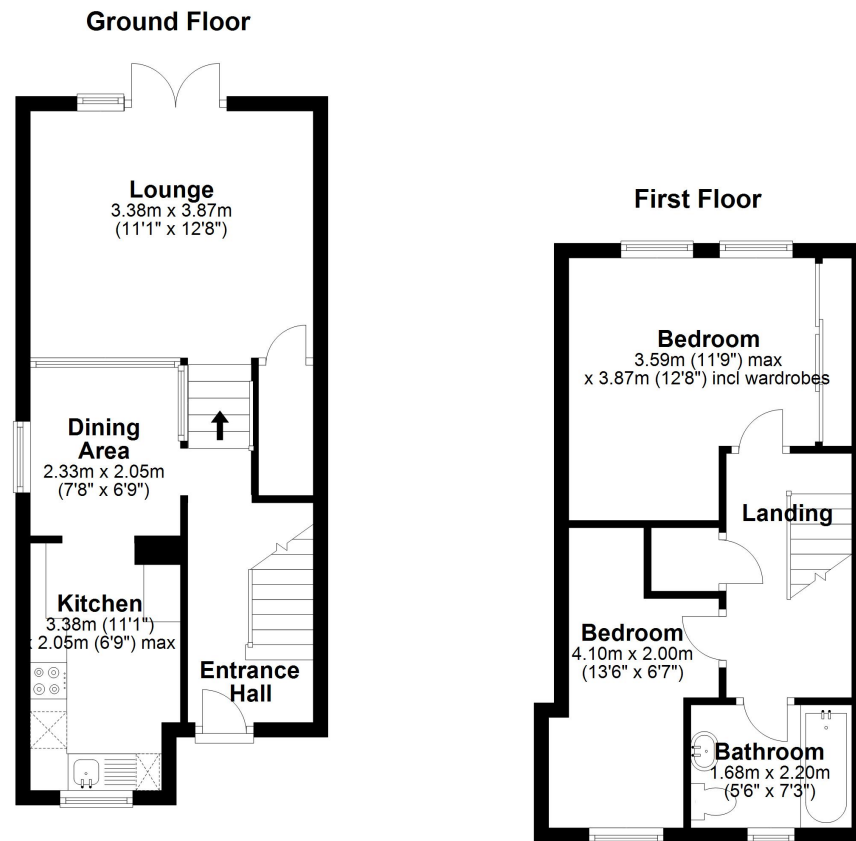 Ground Floor
Lounge
3.38m x 3.87m
(11'1" x 12'8")
Dining
Area
2.33m x 2.05m
(7'8" x 6'9")
Kitchen
3.38m (11'1")
x 2.05m (6'9") max
Entrance
Hall
First Floor
Bedroom
3.59m (11'9") max
x 3.87m (12'8") incl wardrobes
Landing
Bedroom
4.10m x 2.00m
(13'6" x 6'7")
Bathroom
1.68m x 2.20m
(5'6" x 7'3")